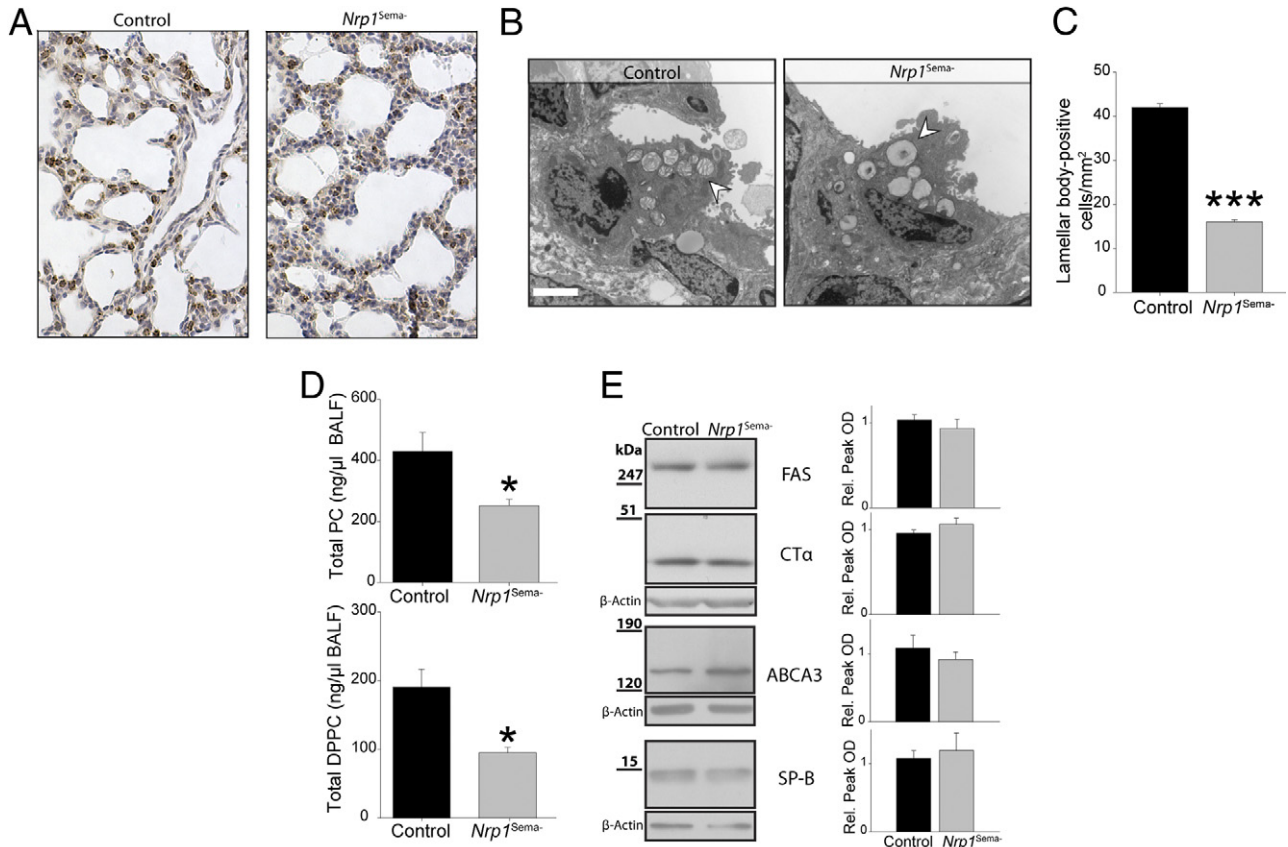 A
Control
Nrp1Sema-
B
Control
Nrp1Sema-
C
50
40
30
20
10
0
Lamellar body-positive
cells/mm²
***
Control
Nrp1Sema-
D
600
400
200
0
Total PC (ng/µl BALF)
*
Control
Nrp1Sema-
300
200
100
0
Total DPPC (ng/µl BALF)
*
Control
Nrp1Sema-
E
Control Nrp1Sema-
kDa
247
FAS
51
CTα
β-Actin
190
120
ABCA3
β-Actin
15
SP-B
β-Actin
Rel. Peak OD
1
0
Rel. Peak OD
1
0
Rel. Peak OD
1
0
Rel. Peak OD
1
0
Control Nrp1Sema-